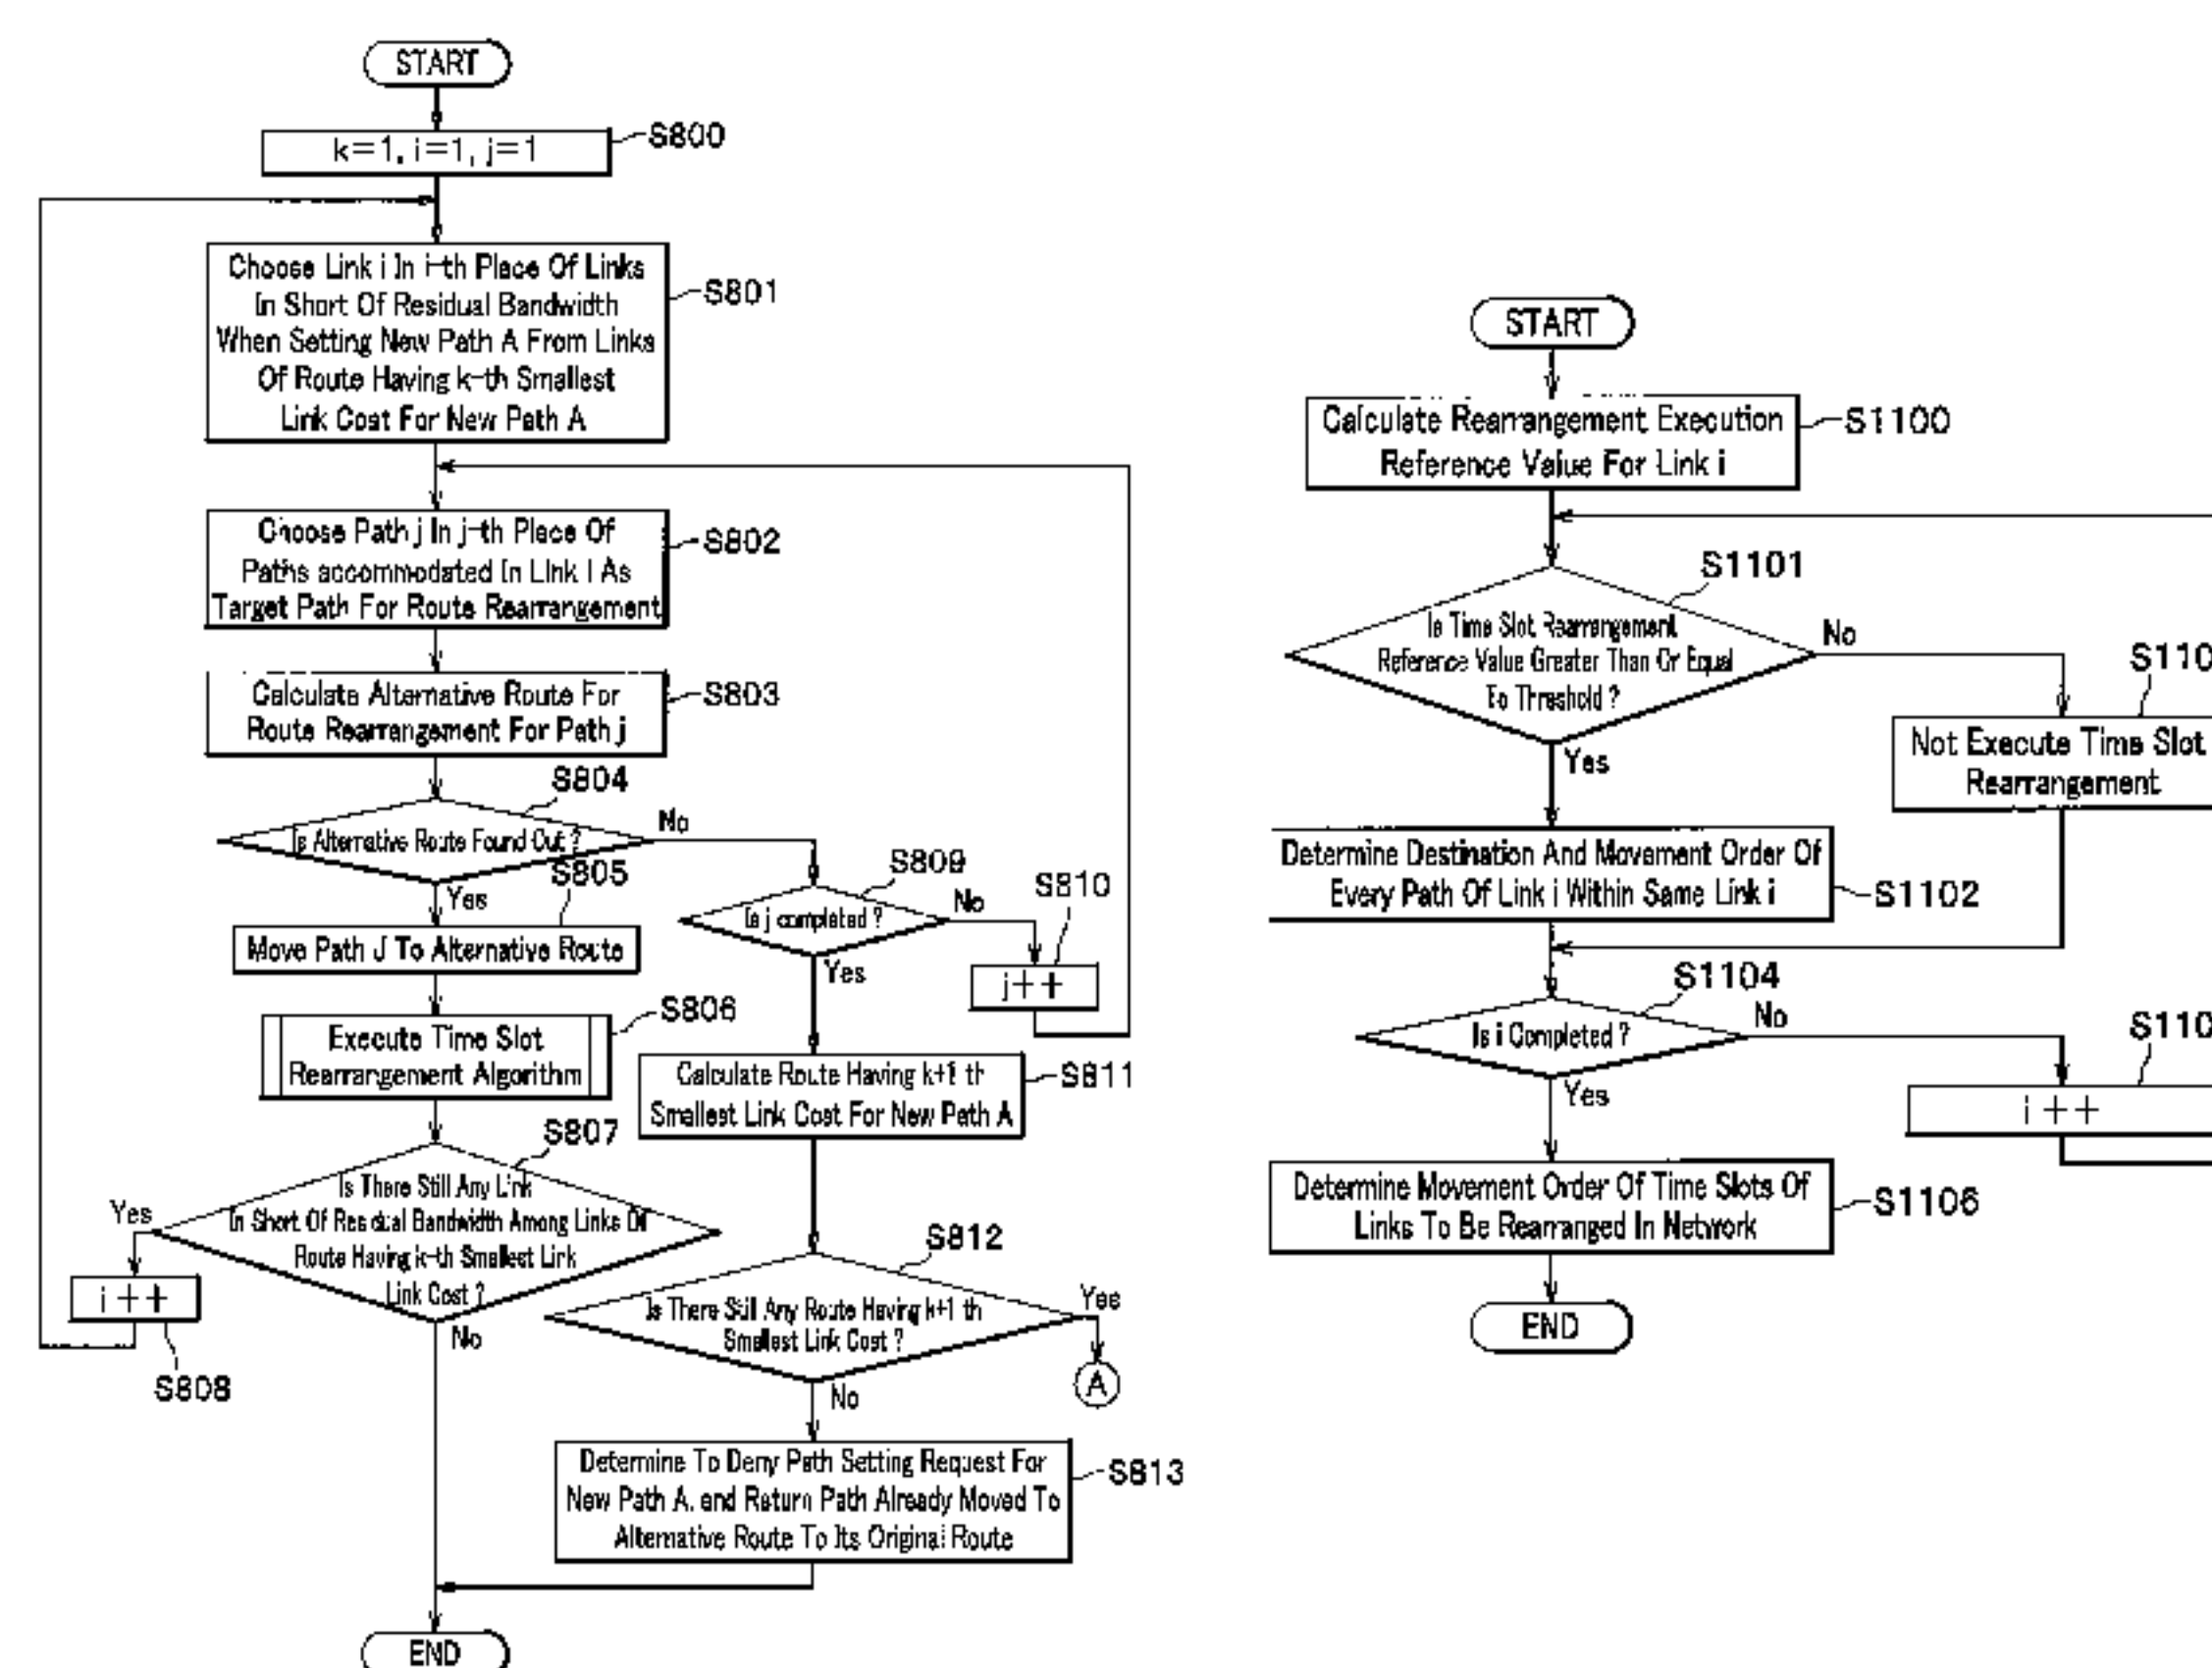 START
k=1, i=1, j=1
S800
Choose Link i In i-th Place Of Links
In Short Of Residual Bandwidth
When Setting New Path A From Links
Of Route Having k-th Smallest
Link Cost For New Path A
S801
Choose Path j In j-th Place Of
Paths accommodated In Link i As
Target Path For Route Rearrangement
S802
Calculate Alternative Route For
Route Rearrangement For Path j
S803
S804
Is Alternative Route Found Out ?
No
Yes
S805
Move Path J To Alternative Route
S806
Execute Time Slot
Rearrangement Algorithm
S807
Is There Still Any Link
In Short Of Residual Bandwidth Among Links Of
Route Having k-th Smallest Link
Link Cost ?
Yes
No
i++
S808
S809
Is j completed ?
No
Yes
S810
j++
Calculate Route Having k+1 th
Smallest Link Cost For New Path A
S811
S812
Is There Still Any Route Having k+1 th
Smallest Link Cost ?
Yes
A
No
Determine To Deny Path Setting Request For
New Path A, and Return Path Already Moved To
Alternative Route To Its Original Route
S813
END
START
Calculate Rearrangement Execution
Reference Value For Link i
S1100
S1101
Is Time Slot Rearrangement
Reference Value Greater Than Or Equal
To Threshold ?
No
Yes
S110
Not Execute Time Slot
Rearrangement
Determine Destination And Movement Order Of
Every Path Of Link i Within Same Link i
S1102
S1104
Is i Completed ?
No
Yes
S110
i++
Determine Movement Order Of Time Slots Of
Links To Be Rearranged In Network
S1106
END